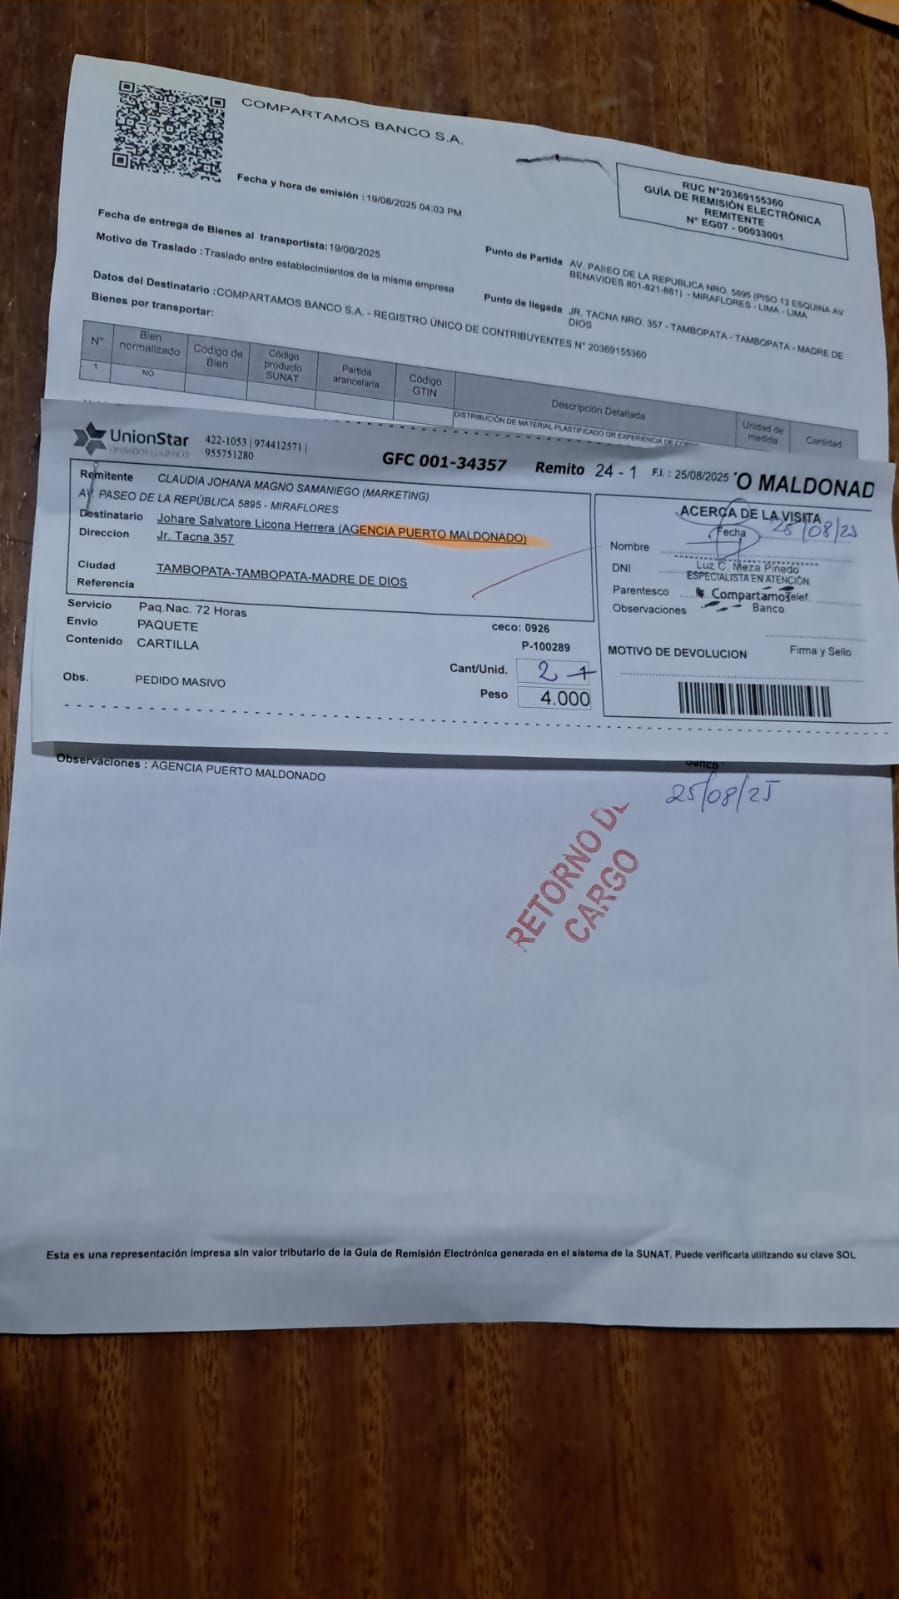 COMPARTAMOS BANCO S.A.
Fecha y hora de emisión : 19/08/2025 04:03 PM
RUC N°20369155360
GUÍA DE REMISIÓN ELECTRÓNICA
REMITENTE
N° EG07 - 00033001
Fecha de entrega de Bienes al transportista: 19/08/2025
Motivo de Traslado : Traslado entre establecimientos de la misma empresa
Punto de Partida AV. PASEO DE LA REPUBLICA NRO. 5895 (PISO 13 ESQUINA AV
BENAVIDES 801-821-881) - MIRAFLORES - LIMA - LIMA
Punto de llegada JR. TACNA NRO. 357 - TAMBOPATA - TAMBOPATA - MADRE DE
DIOS
Datos del Destinatario : COMPARTAMOS BANCO S.A. - REGISTRO ÚNICO DE CONTRIBUYENTES N° 20369155360
Bienes por transportar:
N° Bien normalizado Código de Bien Código producto SUNAT Partida arancelaria Código GTIN Descripción Detallada Unidad de medida Cantidad
1 NO DISTRIBUCIÓN DE MATERIAL PLASTIFICADO
UnionStar 422-1053 | 974412571 |
955751280
GFC 001-34357 Remito 24 - 1 F.I. : 25/08/2025 O MALDONAD
Remitente CLAUDIA JOHANA MAGNO SAMANIEGO (MARKETING)
AV. PASEO DE LA REPÚBLICA 5895 - MIRAFLORES
Destinatario Johare Salvatore Licona Herrera (AGENCIA PUERTO MALDONADO)
Direccion Jr. Tacna 357
Ciudad TAMBOPATA-TAMBOPATA-MADRE DE DIOS
Referencia
Servicio Paq.Nac. 72 Horas
Envio PAQUETE
Contenido CARTILLA
Obs. PEDIDO MASIVO
ceco: 0926
P-100289
Cant/Unid. 2
Peso 4.000
ACERCA DE LA VISITA
Fecha 25/08/25
Nombre
DNI Luz C. Meza Pinedo
ESPECIALISTA EN ATENCIÓN
Parentesco Compartamos Telef.
Observaciones Banco
MOTIVO DE DEVOLUCION Firma y Sello
Observaciones : AGENCIA PUERTO MALDONADO
Banco
25/08/25
RETORNO DE
CARGO
Esta es una representación impresa sin valor tributario de la Guía de Remisión Electrónica generada en el sistema de la SUNAT. Puede verificarla utilizando su clave SOL